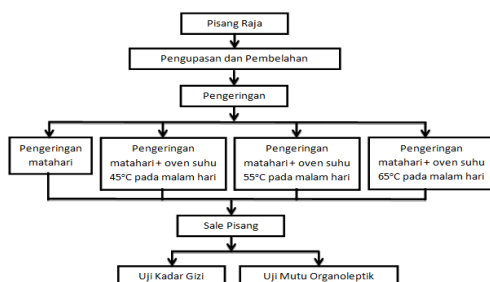 Pisang Raja
Pengupasan dan Pembelahan
Pengeringan
Pengeringan
matahari
Pengeringan
matahari + oven suhu
45°C pada malam hari
Pengeringan
matahari + oven suhu
55°C pada malam hari
Pengeringan
matahari + oven suhu
65°C pada malam hari
Sale Pisang
Uji Kadar Gizi
Uji Mutu Organoleptik